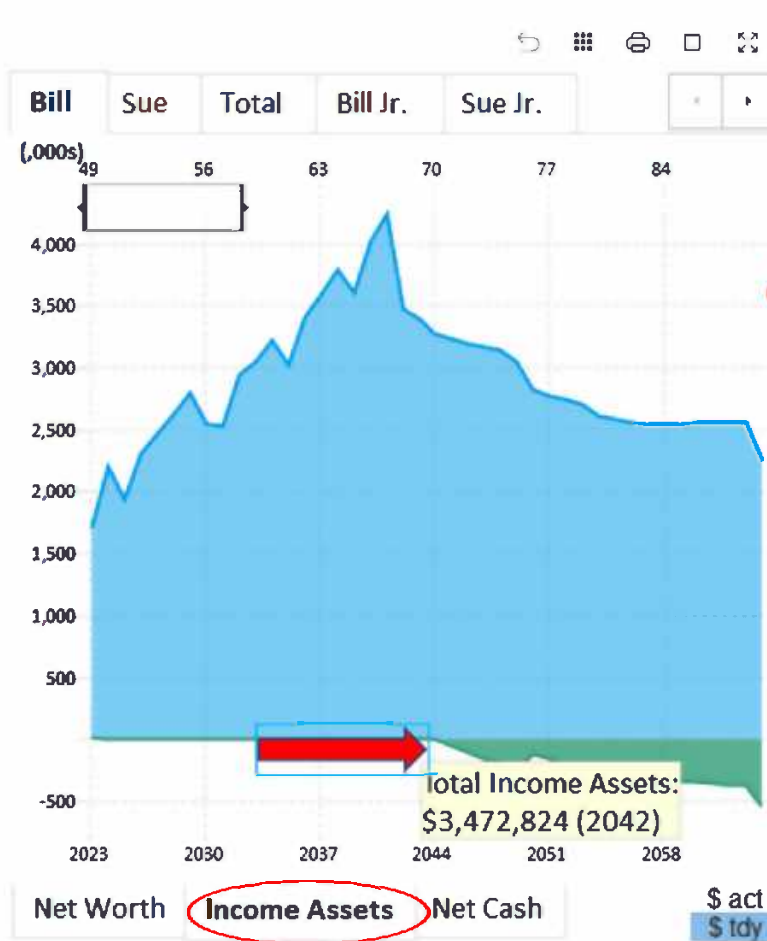 Bill Sue Total Bill Jr. Sue Jr.
(,000s)
49 56 63 70 77 84
4,000
3,500
3,000
2,500
2,000
1,500
1,000
500
-500
Total Income Assets:
$3,472,824 (2042)
2023 2030 2037 2044 2051 2058
Net Worth Income Assets Net Cash
$ act
$ tdy